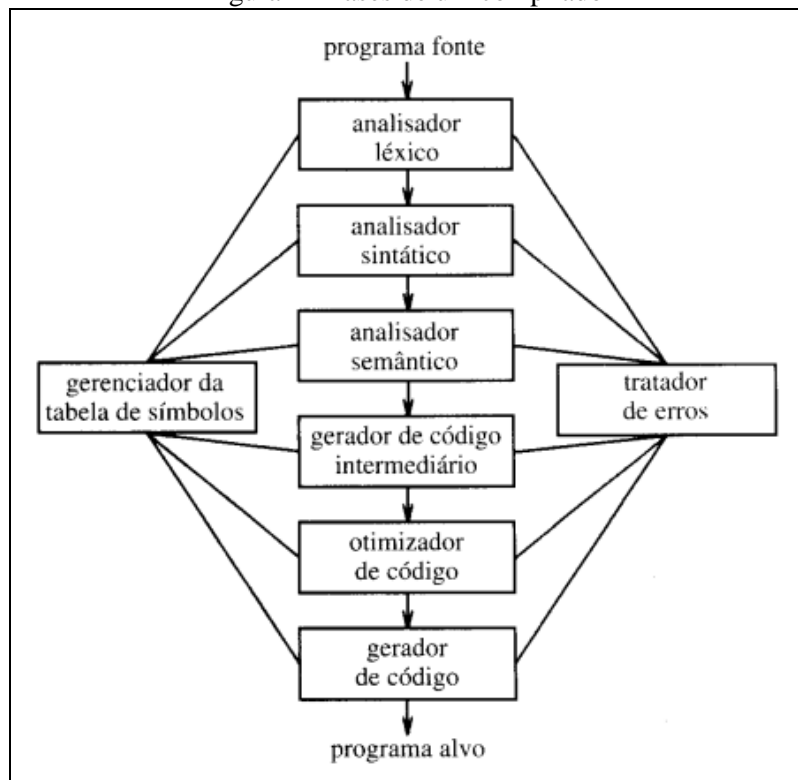 programa fonte
analisador
léxico
analisador
sintático
analisador
semântico
gerenciador da
tabela de símbolos
tratador
de erros
gerador de código
intermediário
otimizador
de código
gerador
de código
programa alvo